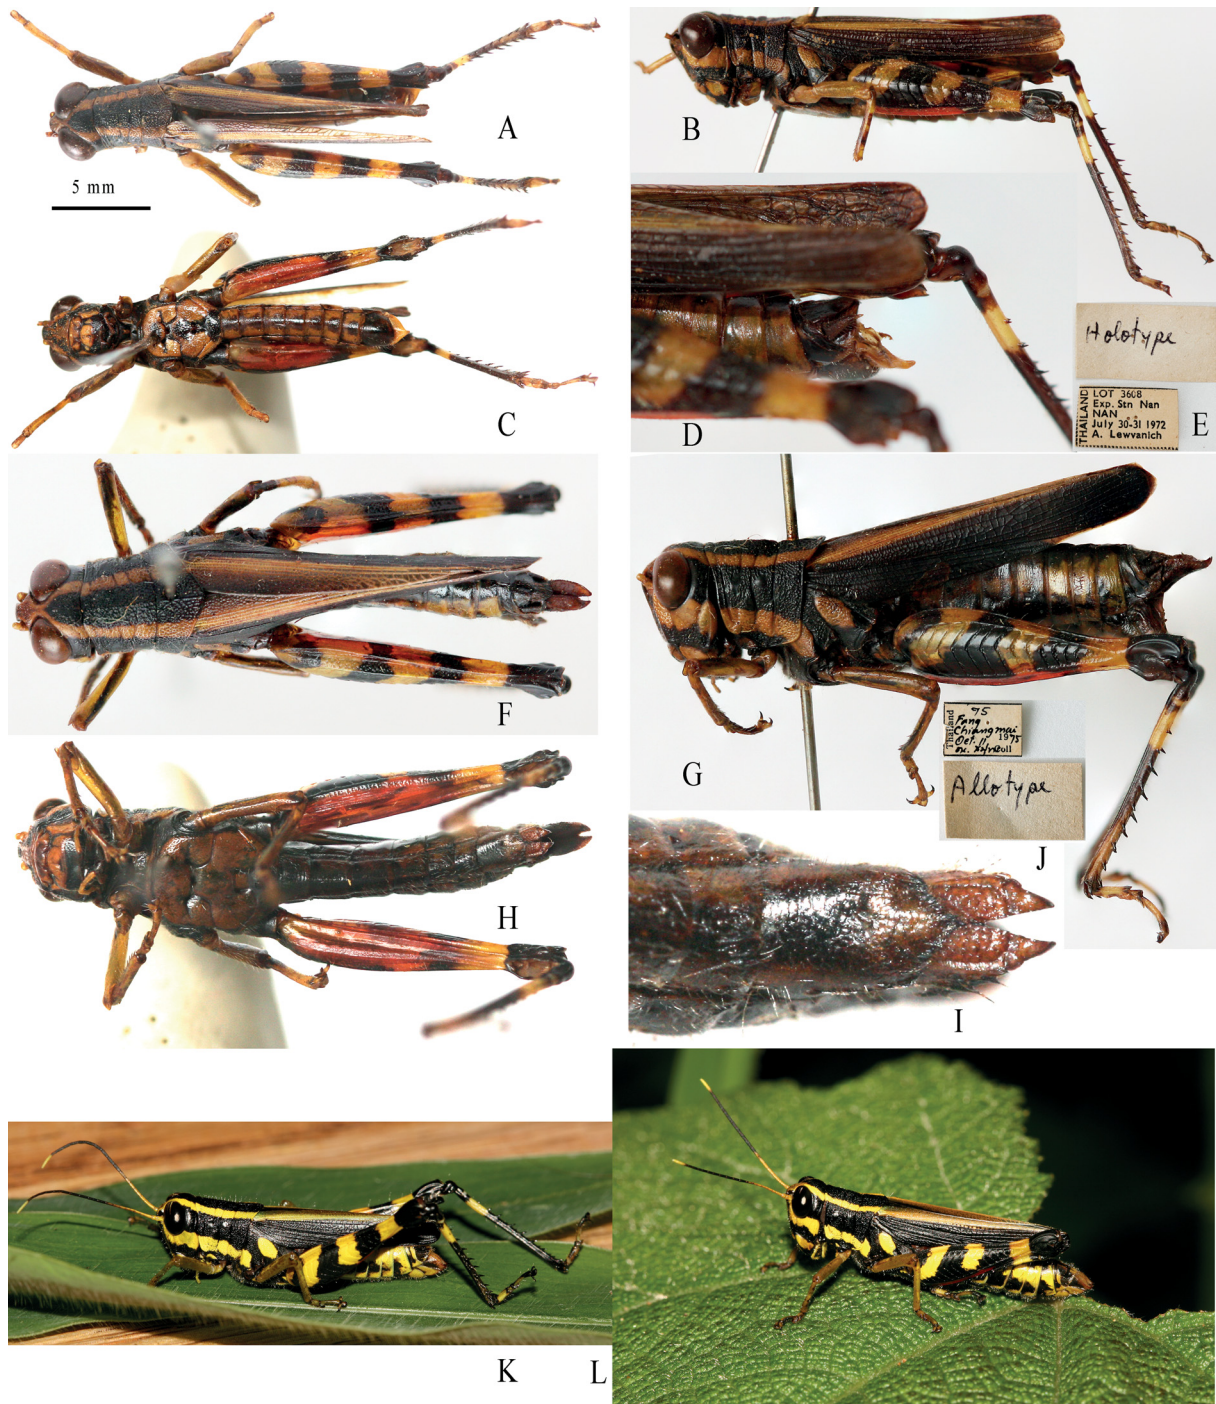 A
5 mm
B
C
D
Holotype
THAILAND
LOT 3608
Exp. Stn Nan
NAN
July 30-31 1972
A. Lewvanich
E
F
G
Thailand
75
Fang.
Chiangmai
Oct. 11 1975
Allotype
H
J
I
K
L